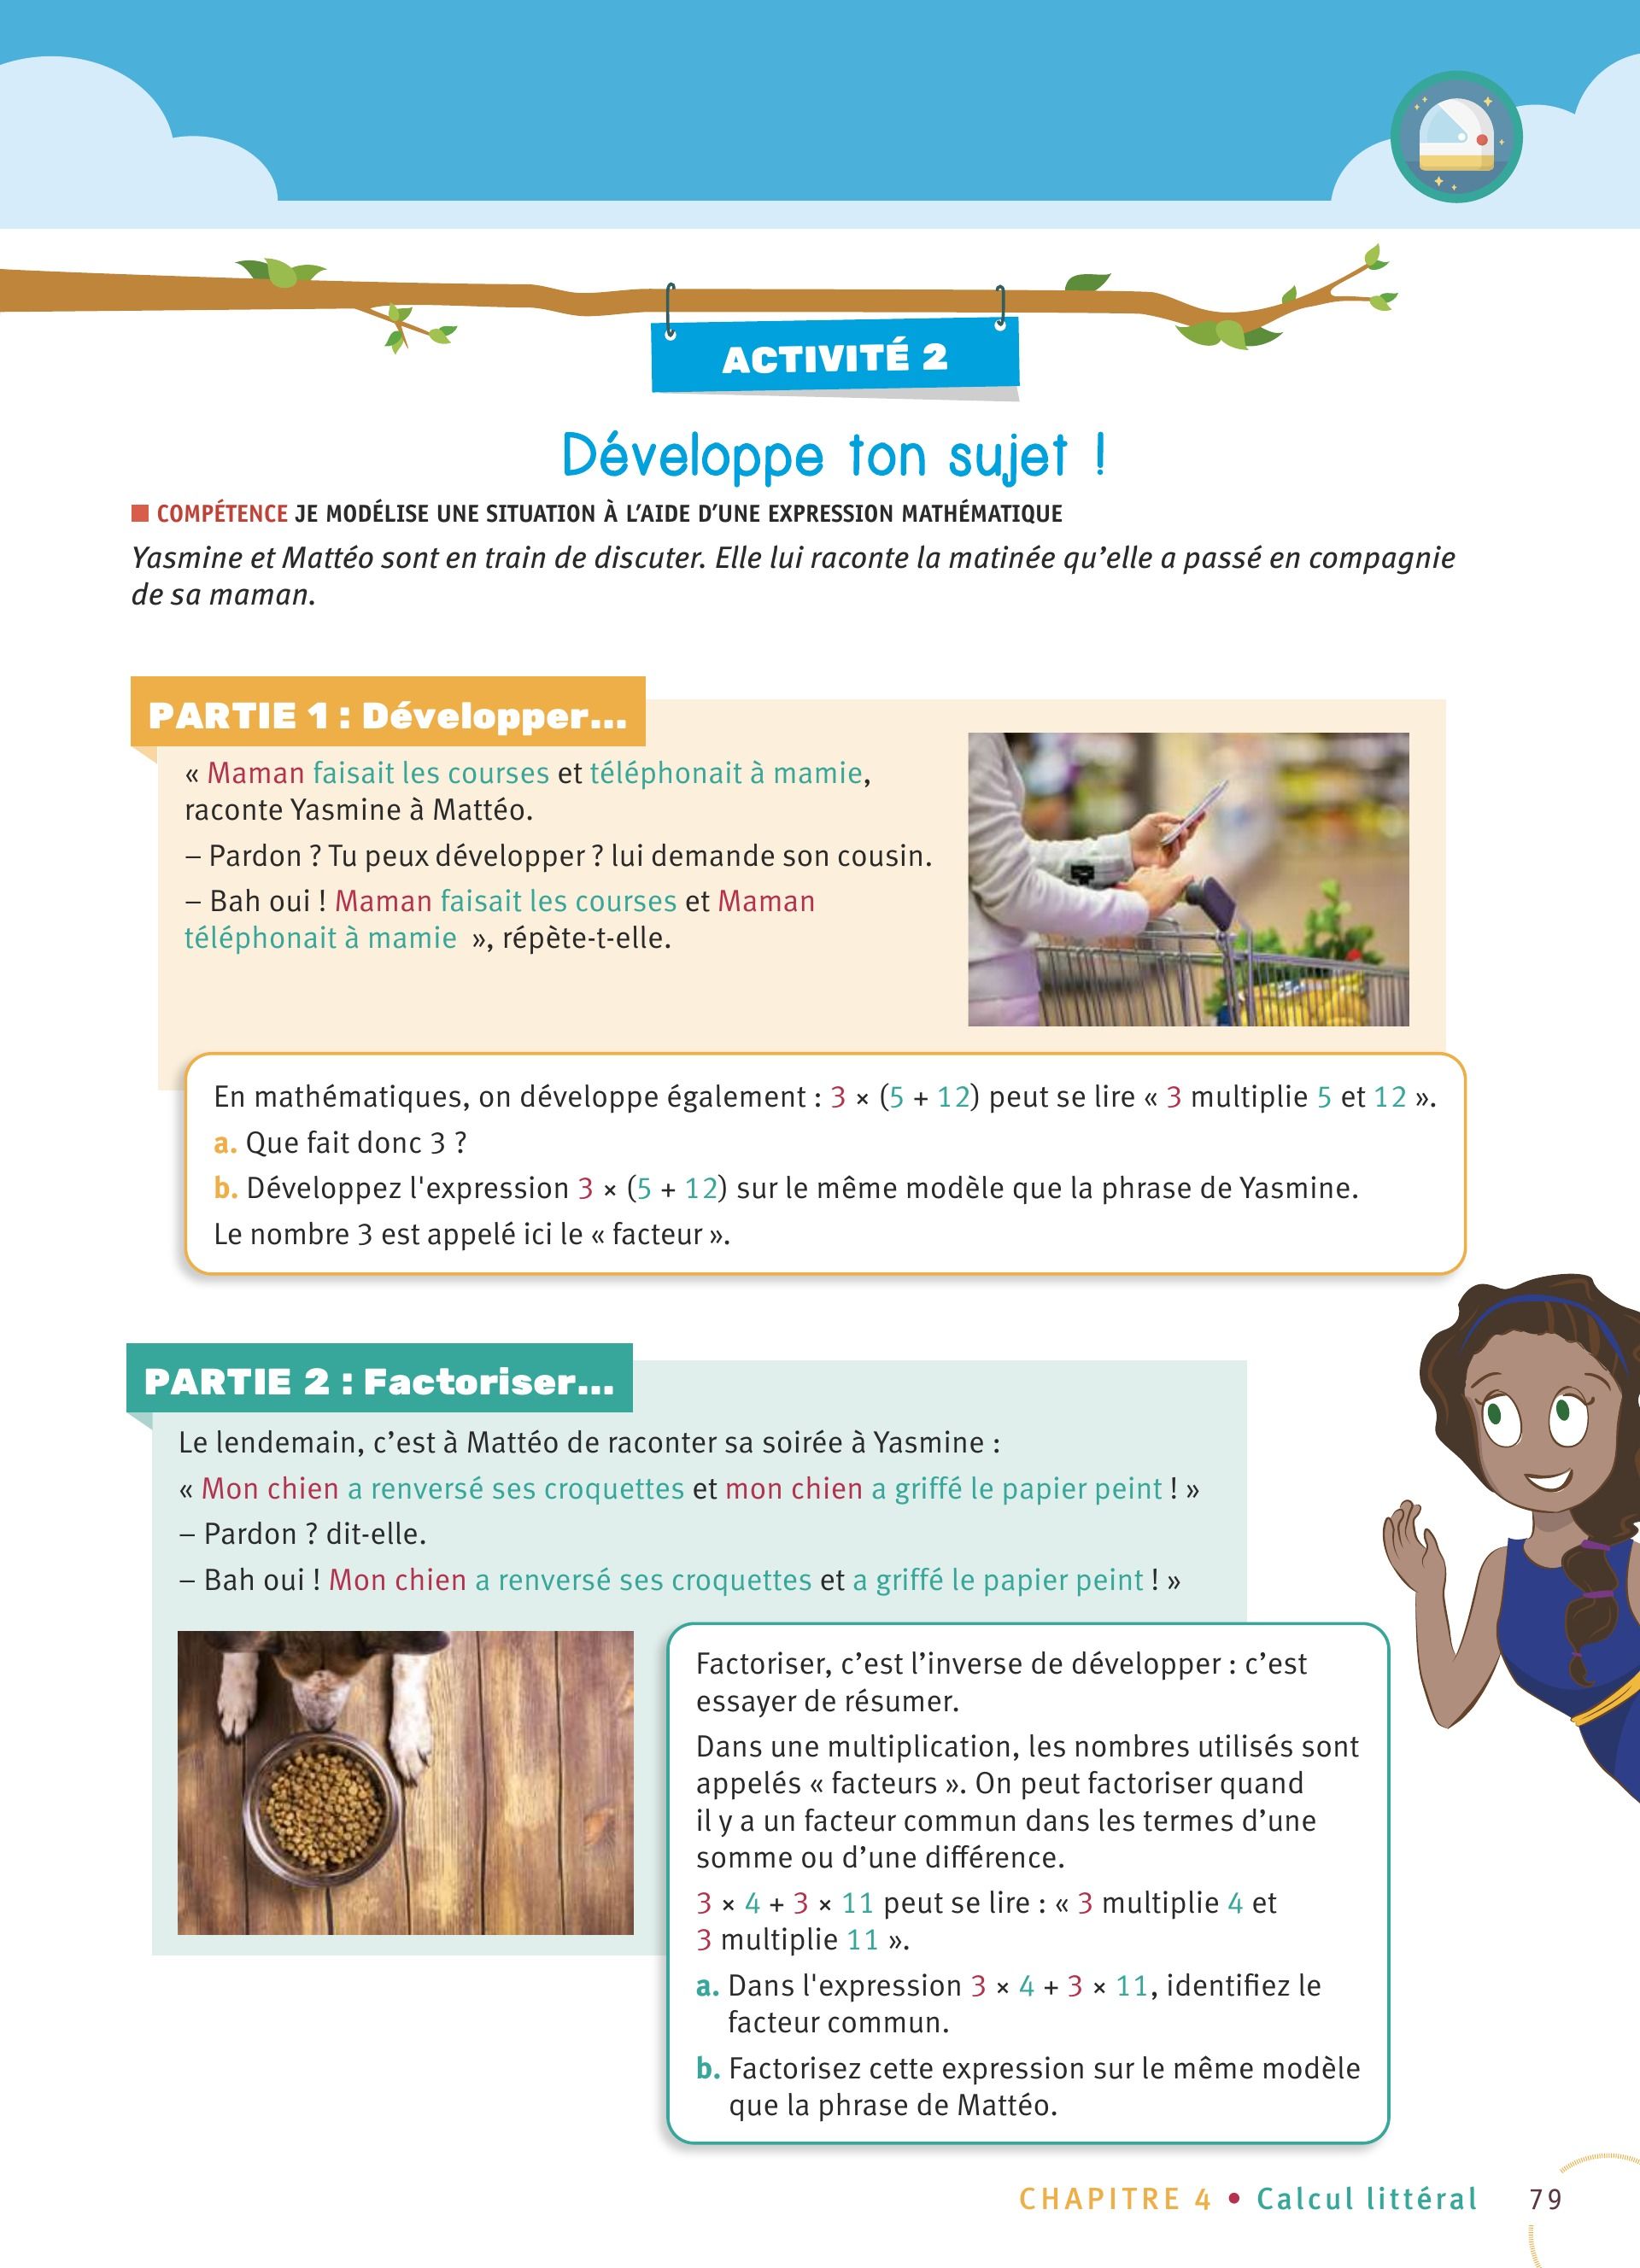 ACTIVITÉ 2
Développe ton sujet !
COMPÉTENCE JE MODÉLISE UNE SITUATION À L’AIDE D’UNE EXPRESSION MATHÉMATIQUE
Yasmine et Mattéo sont en train de discuter. Elle lui raconte la matinée qu’elle a passé en compagnie
de sa maman.
PARTIE 1 : Développer...
« Maman faisait les courses et téléphonait à mamie,
raconte Yasmine à Mattéo.
– Pardon ? Tu peux développer ? lui demande son cousin.
– Bah oui ! Maman faisait les courses et Maman
téléphonait à mamie », répète-t-elle.
En mathématiques, on développe également : 3 × (5 + 12) peut se lire « 3 multiplie 5 et 12 ».
a. Que fait donc 3 ?
b. Développez l'expression 3 × (5 + 12) sur le même modèle que la phrase de Yasmine.
Le nombre 3 est appelé ici le « facteur ».
PARTIE 2 : Factoriser...
Le lendemain, c’est à Mattéo de raconter sa soirée à Yasmine :
« Mon chien a renversé ses croquettes et mon chien a griffé le papier peint ! »
– Pardon ? dit-elle.
– Bah oui ! Mon chien a renversé ses croquettes et a griffé le papier peint ! »
Factoriser, c’est l’inverse de développer : c’est
essayer de résumer.
Dans une multiplication, les nombres utilisés sont
appelés « facteurs ». On peut factoriser quand
il y a un facteur commun dans les termes d’une
somme ou d’une différence.
3 × 4 + 3 × 11 peut se lire : « 3 multiplie 4 et
3 multiplie 11 ».
a. Dans l'expression 3 × 4 + 3 × 11, identifiez le
facteur commun.
b. Factorisez cette expression sur le même modèle
que la phrase de Mattéo.
CHAPITRE 4 • Calcul littéral 79